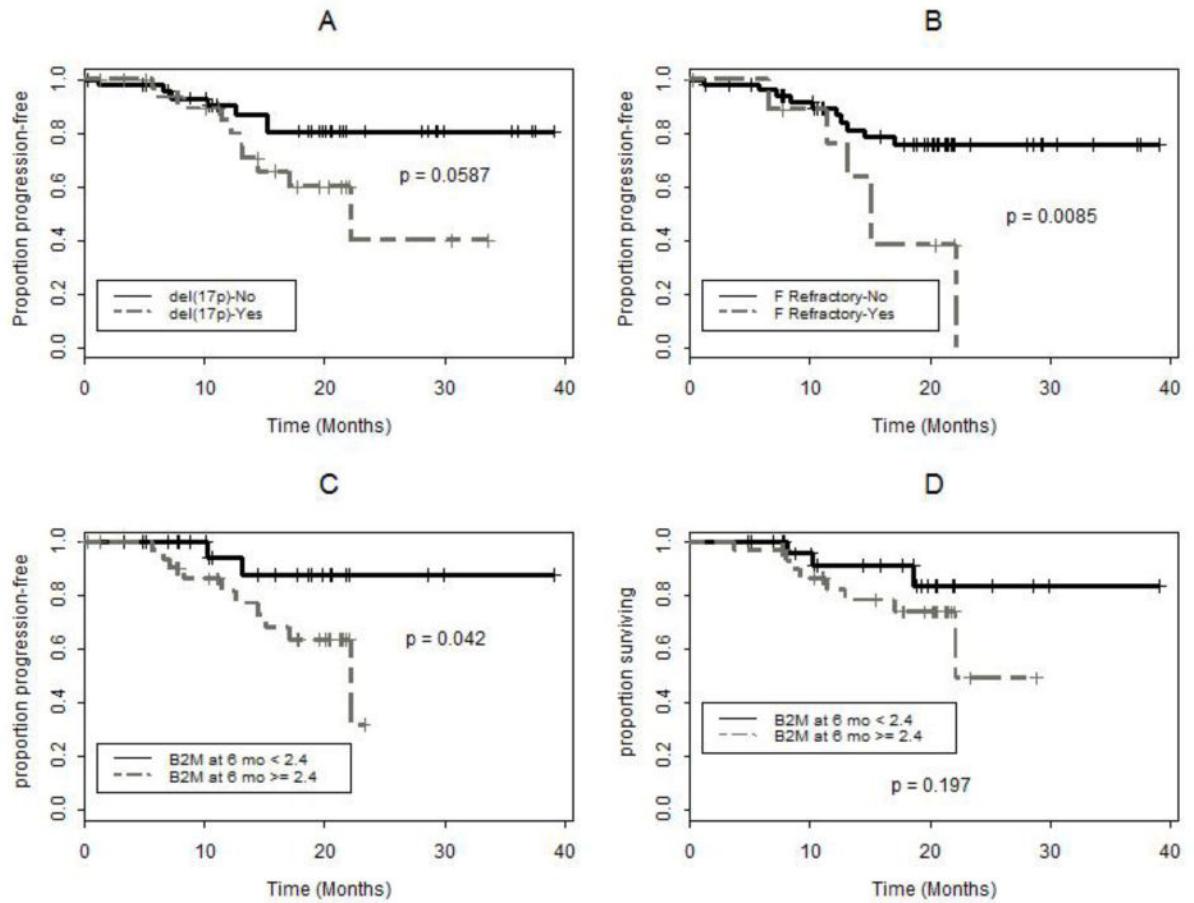 A
Proportion progression-free
1.0
0.8
0.6
0.4
0.2
0.0
p = 0.0587
del(17p)-No
del(17p)-Yes
0 10 20 30 40
Time (Months)
B
Proportion progression-free
1.0
0.8
0.6
0.4
0.2
0.0
p = 0.0085
F Refractory-No
F Refractory-Yes
0 10 20 30 40
Time (Months)
C
proportion progression-free
1.0
0.8
0.6
0.4
0.2
0.0
p = 0.042
B2M at 6 mo < 2.4
B2M at 6 mo >= 2.4
0 10 20 30 40
Time (Months)
D
proportion surviving
1.0
0.8
0.6
0.4
0.2
0.0
B2M at 6 mo < 2.4
B2M at 6 mo >= 2.4
p = 0.197
0 10 20 30 40
Time (Months)